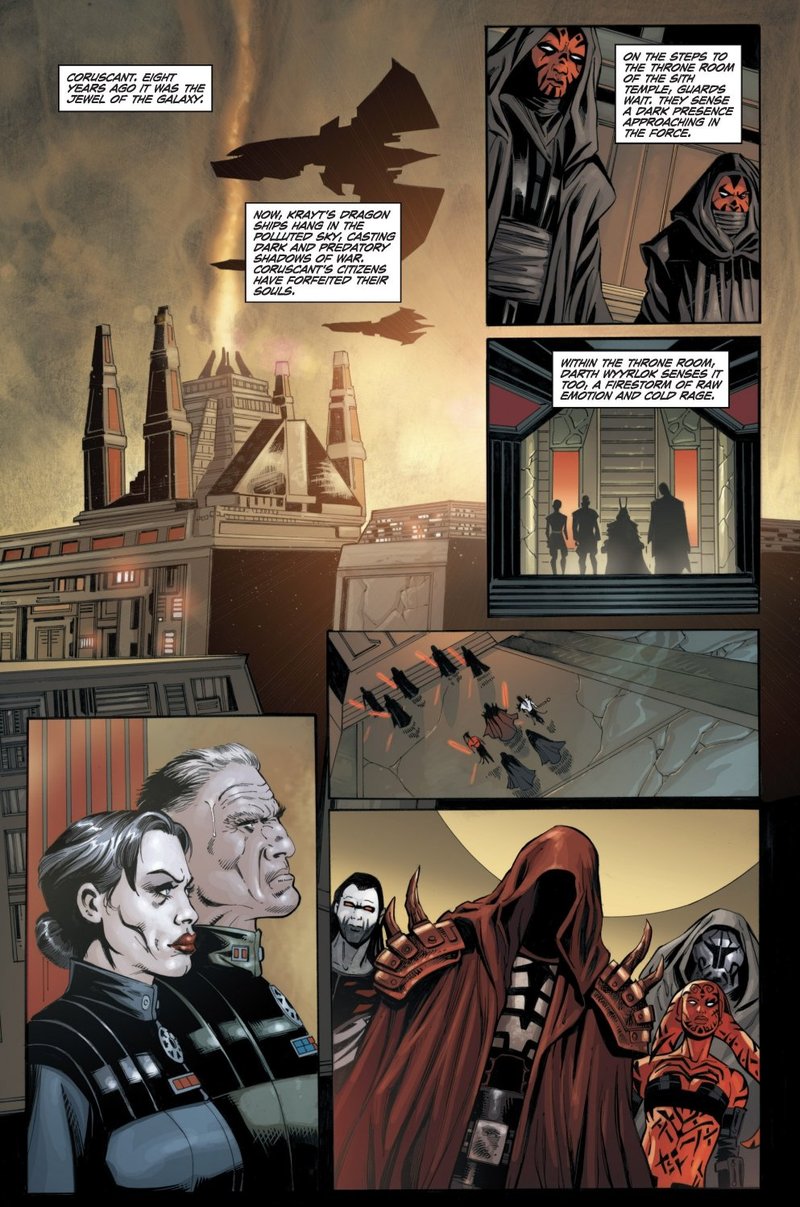 CORUSCANT. EIGHT
YEARS AGO IT WAS THE
JEWEL OF THE GALAXY.
NOW, KRAYT'S DRAGON
SHIPS HANG IN THE
POLLUTED SKY, CASTING
DARK AND PREDATORY
SHADOWS OF WAR.
CORUSCANT'S CITIZENS
HAVE FORFEITED THEIR
SOULS.
ON THE STEPS TO
THE THRONE ROOM
OF THE SITH
TEMPLE, GUARDS
WAIT. THEY SENSE
A DARK PRESENCE
APPROACHING IN
THE FORCE.
WITHIN THE THRONE ROOM,
DARTH WYYRLOK SENSES IT
TOO, A FIRESTORM OF RAW
EMOTION AND COLD RAGE.